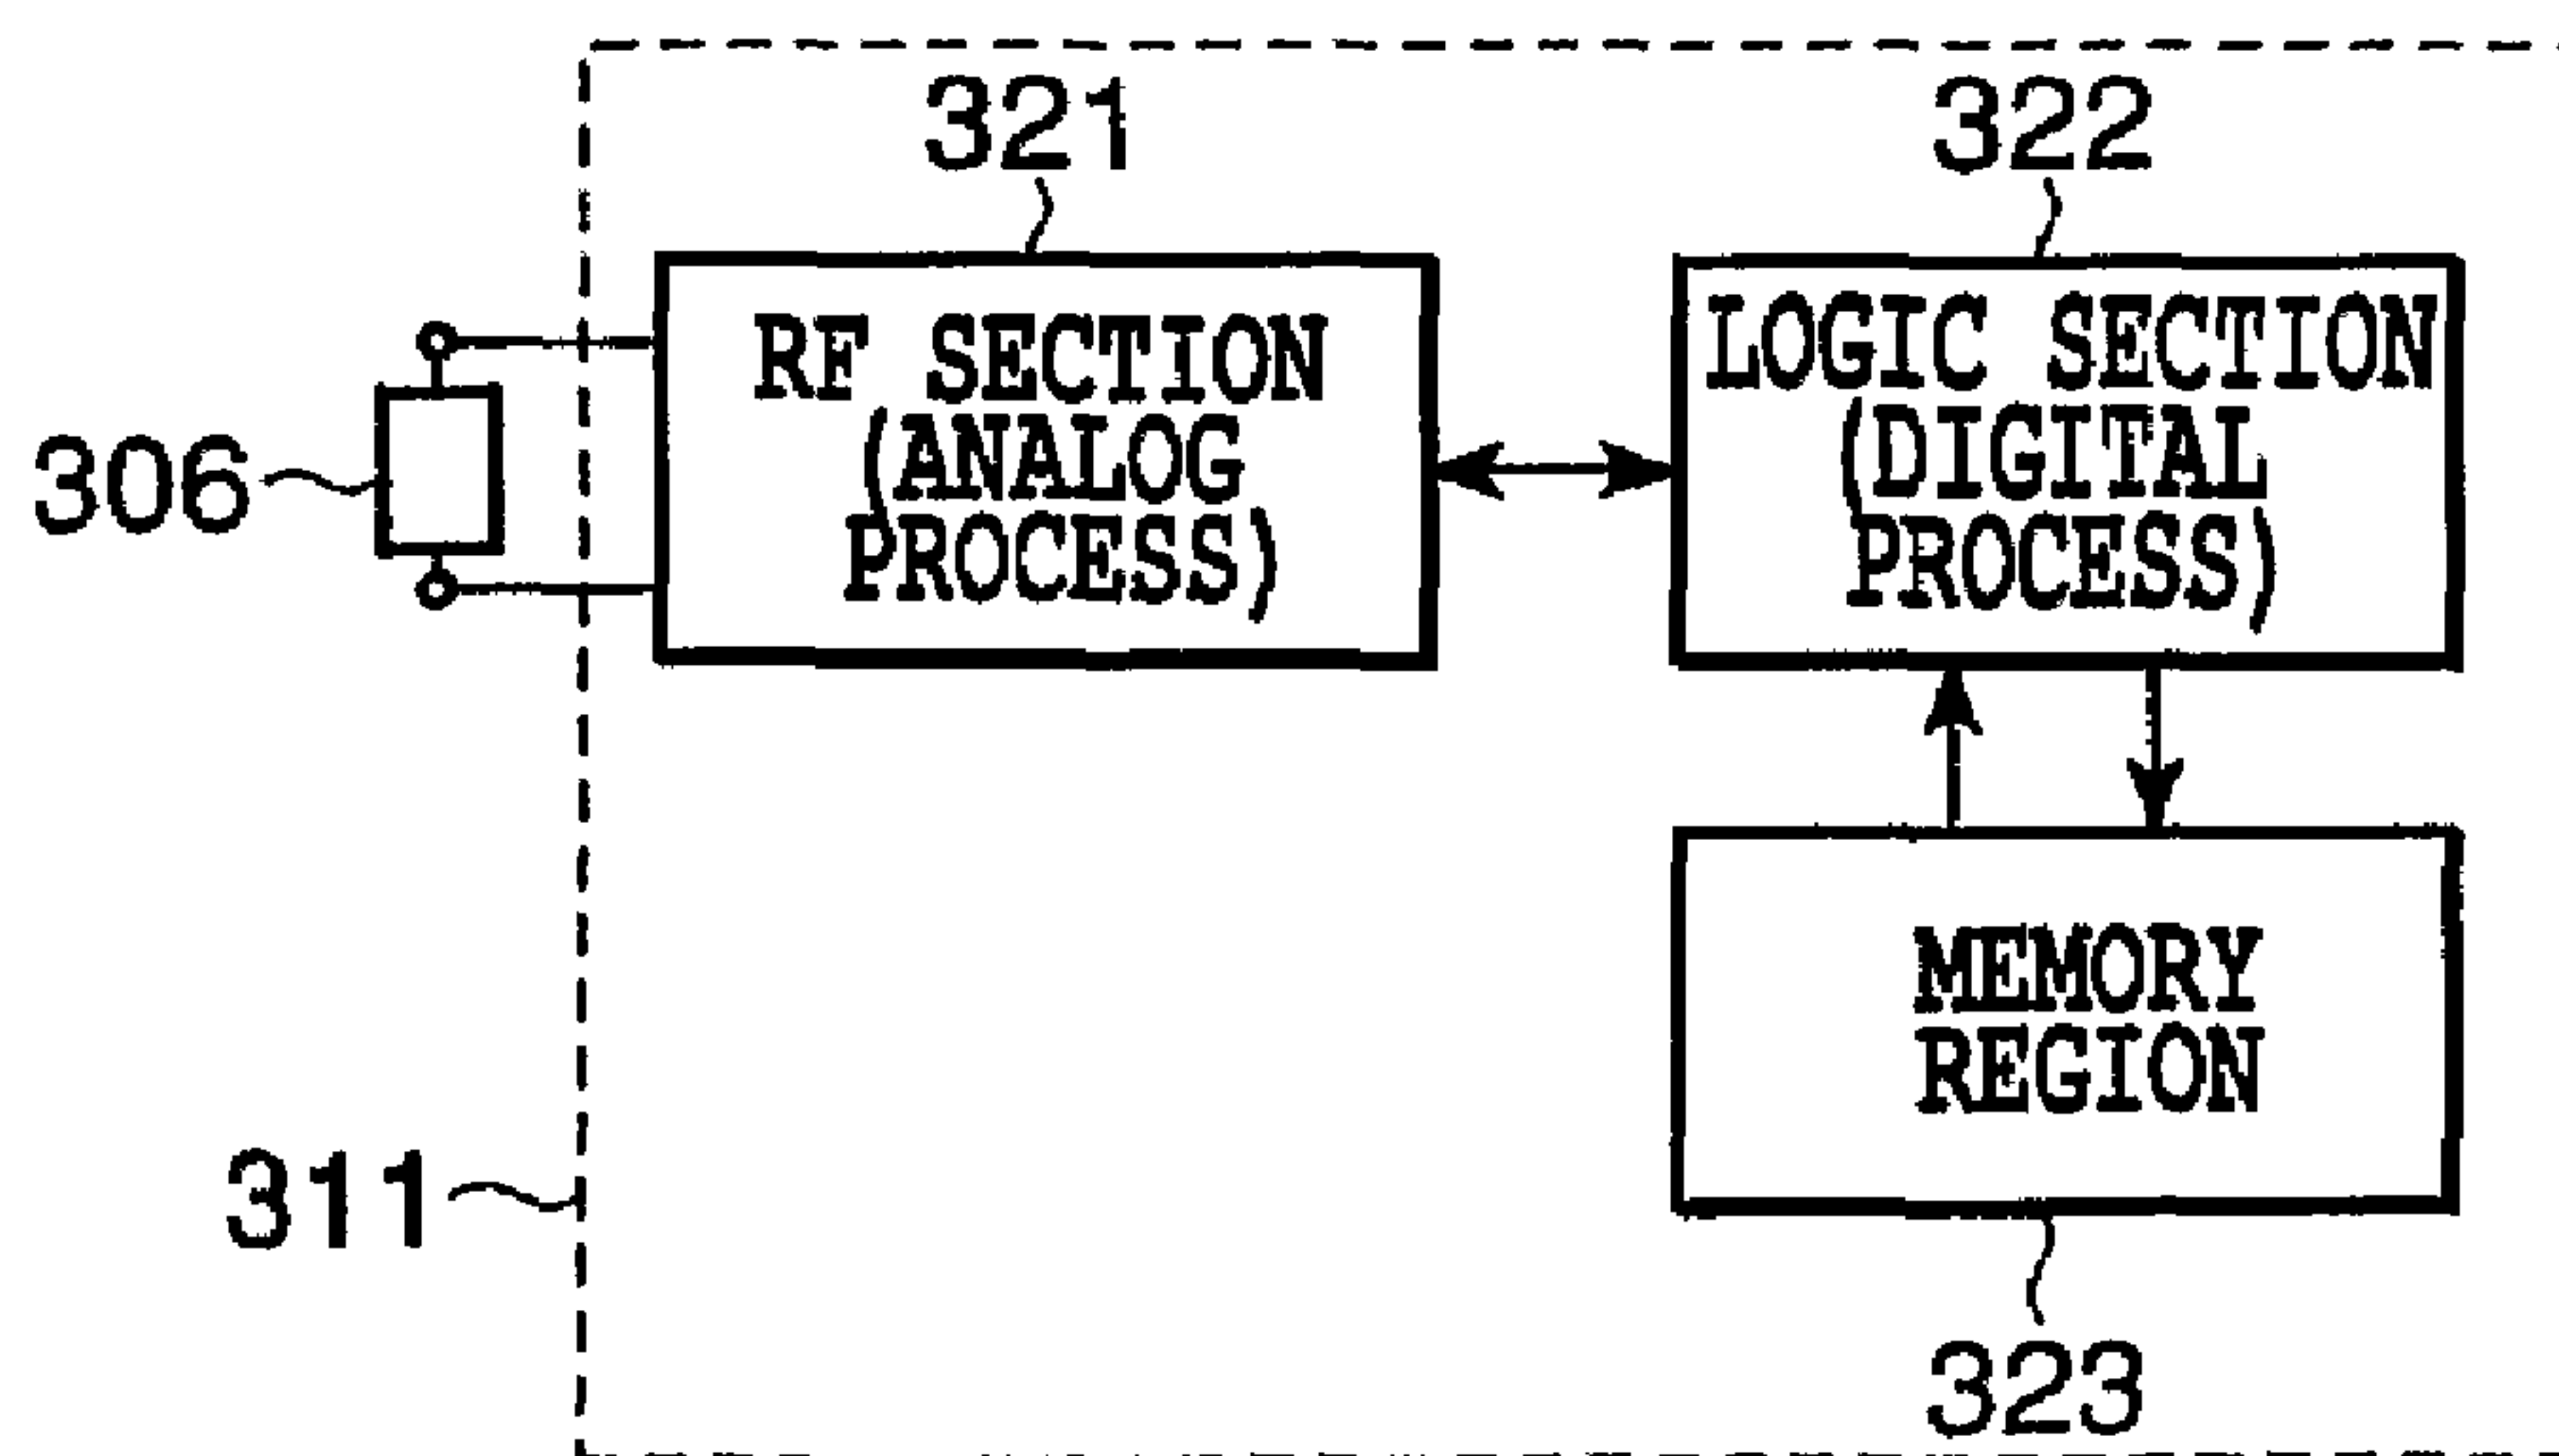 321
322
RF SECTION
(ANALOG
PROCESS)
LOGIC SECTION
(DIGITAL
PROCESS)
306
MEMORY
REGION
311
323